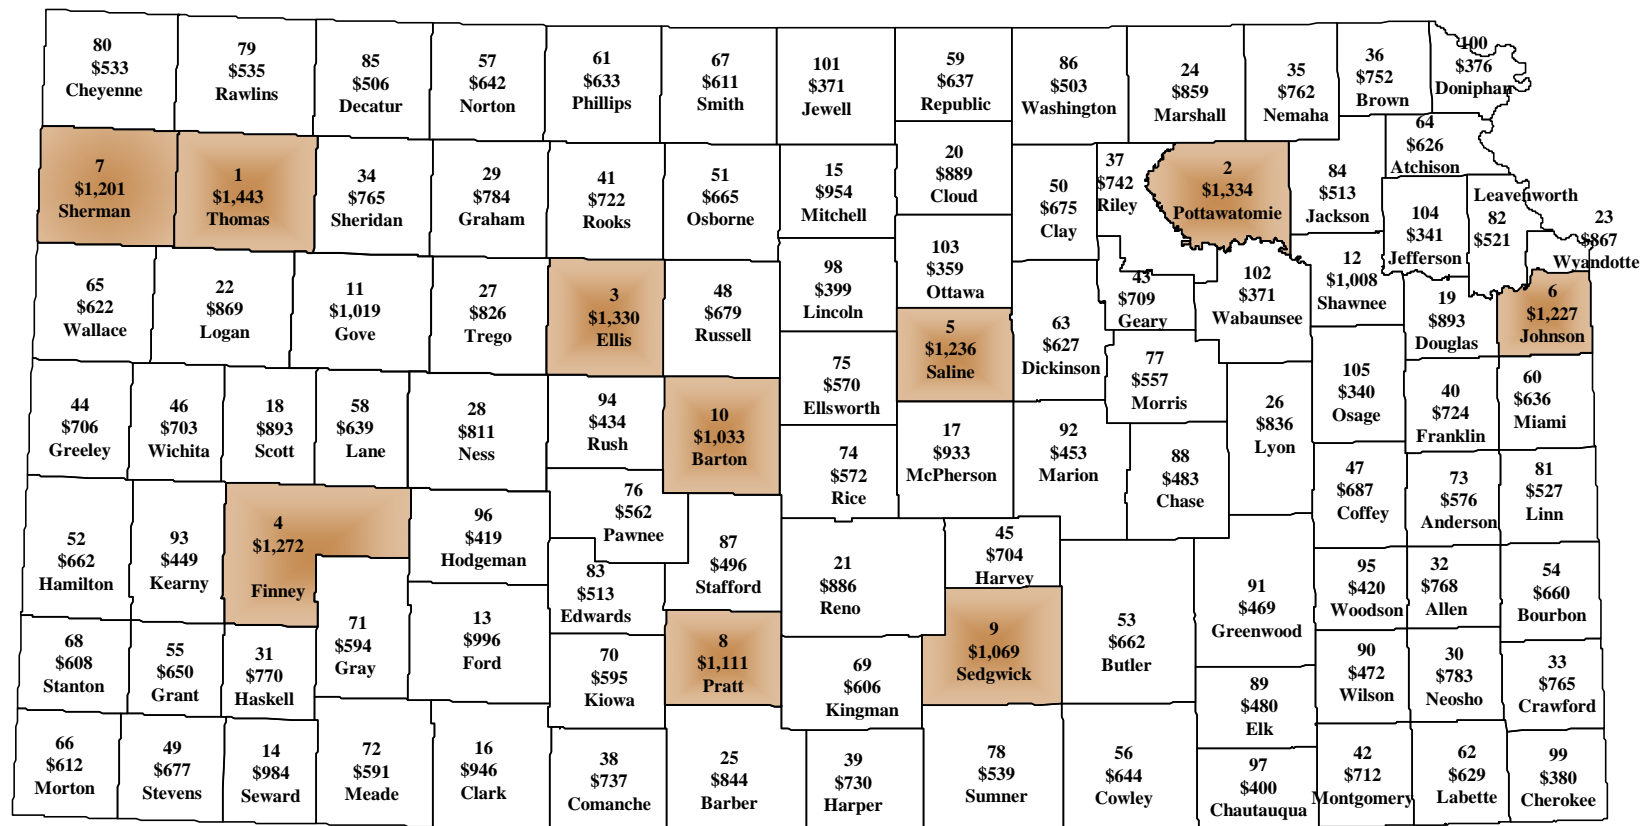 80
$533
Cheyenne
79
$535
Rawlins
85
$506
Decatur
57
$642
Norton
61
$633
Phillips
67
$611
Smith
101
$371
Jewell
59
$637
Republic
86
$503
Washington
24
$859
Marshall
35
$762
Nemaha
36
$752
Brown
100
$376
Doniphan
7
$1,201
Sherman
1
$1,443
Thomas
34
$765
Sheridan
29
$784
Graham
41
$722
Rooks
51
$665
Osborne
15
$954
Mitchell
20
$889
Cloud
50
$675
Clay
37
$742
Riley
2
$1,334
Pottawatomie
84
$513
Jackson
64
$626
Atchison
104
$341
Jefferson
Leavenworth
82
$521
23
$867
Wyandotte
65
$622
Wallace
22
$869
Logan
11
$1,019
Gove
27
$826
Trego
3
$1,330
Ellis
48
$679
Russell
98
$399
Lincoln
103
$359
Ottawa
5
$1,236
Saline
63
$627
Dickinson
43
$709
Geary
102
$371
Wabaunsee
12
$1,008
Shawnee
19
$893
Douglas
6
$1,227
Johnson
44
$706
Greeley
46
$703
Wichita
18
$893
Scott
58
$639
Lane
28
$811
Ness
94
$434
Rush
10
$1,033
Barton
75
$570
Ellsworth
74
$572
Rice
17
$933
McPherson
92
$453
Marion
77
$557
Morris
88
$483
Chase
26
$836
Lyon
105
$340
Osage
40
$724
Franklin
60
$636
Miami
52
$662
Hamilton
93
$449
Kearny
4
$1,272
Finney
96
$419
Hodgeman
76
$562
Pawnee
83
$513
Edwards
87
$496
Stafford
21
$886
Reno
45
$704
Harvey
47
$687
Coffey
73
$576
Anderson
81
$527
Linn
68
$608
Stanton
55
$650
Grant
31
$770
Haskell
71
$594
Gray
13
$996
Ford
70
$595
Kiowa
8
$1,111
Pratt
69
$606
Kingman
9
$1,069
Sedgwick
53
$662
Butler
91
$469
Greenwood
95
$420
Woodson
32
$768
Allen
54
$660
Bourbon
89
$480
Elk
90
$472
Wilson
30
$783
Neosho
33
$765
Crawford
66
$612
Morton
49
$677
Stevens
14
$984
Seward
72
$591
Meade
16
$946
Clark
38
$737
Comanche
25
$844
Barber
39
$730
Harper
78
$539
Sumner
56
$644
Cowley
97
$400
Chautauqua
42
$712
Montgomery
62
$629
Labette
99
$380
Cherokee